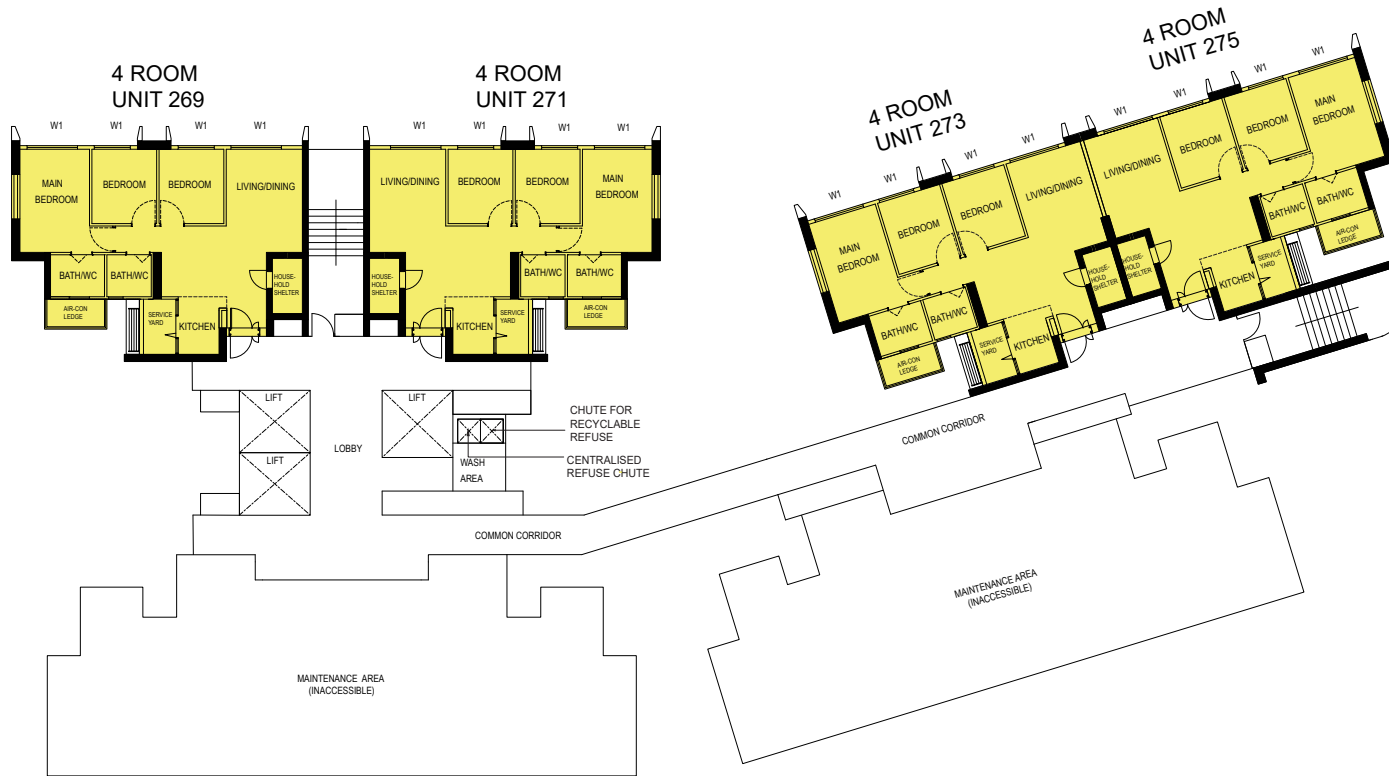 4 ROOM
UNIT 269
4 ROOM
UNIT 271
4 ROOM
UNIT 273
4 ROOM
UNIT 275
W1
W1
W1
W1
MAIN
BEDROOM
BEDROOM
BEDROOM
LIVING/DINING
BATH/WC
BATH/WC
HOUSE-
HOLD
SHELTER
AIR-CON
LEDGE
SERVICE
YARD
KITCHEN
W1
W1
W1
W1
LIVING/DINING
BEDROOM
BEDROOM
MAIN
BEDROOM
HOUSE-
HOLD
SHELTER
BATH/WC
BATH/WC
KITCHEN
SERVICE
YARD
AIR-CON
LEDGE
W1
W1
W1
W1
MAIN
BEDROOM
BEDROOM
BEDROOM
LIVING/DINING
BATH/WC
BATH/WC
HOUSE-
HOLD
SHELTER
AIR-CON
LEDGE
SERVICE
YARD
KITCHEN
W1
W1
W1
W1
LIVING/DINING
BEDROOM
BEDROOM
MAIN
BEDROOM
HOUSE-
HOLD
SHELTER
BATH/WC
BATH/WC
KITCHEN
SERVICE
YARD
AIR-CON
LEDGE
LIFT
LIFT
LIFT
LOBBY
WASH
AREA
CHUTE FOR
RECYCLABLE
REFUSE
CENTRALISED
REFUSE CHUTE
COMMON CORRIDOR
COMMON CORRIDOR
MAINTENANCE AREA
(INACCESSIBLE)
MAINTENANCE AREA
(INACCESSIBLE)